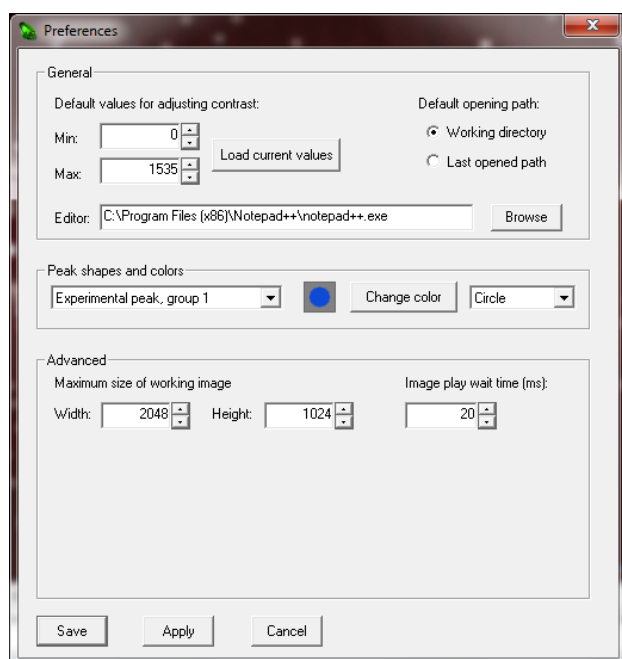 Preferences
General
Default values for adjusting contrast:
Default opening path:
Min: 0
Max: 1535
Load current values
Working directory
Last opened path
Editor: C:\Program Files (x86)\Notepad++\notepad++.exe Browse
Peak shapes and colors
Experimental peak, group 1 Change color Circle
Advanced
Maximum size of working image Image play wait time (ms):
Width: 2048 Height: 1024 20
Save Apply Cancel